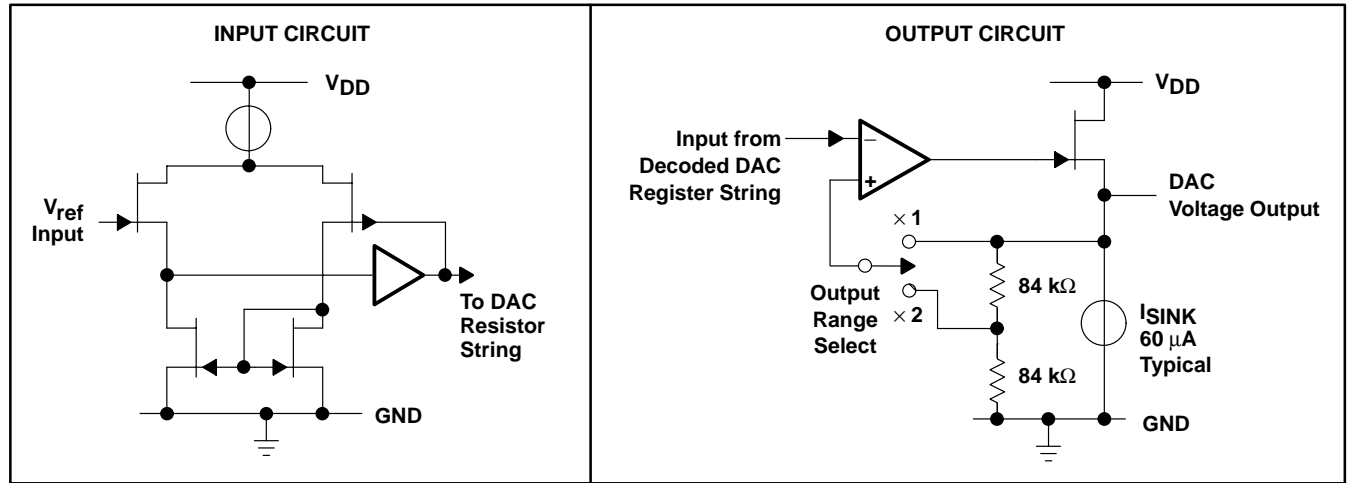 INPUT CIRCUIT
VDD
Vref
Input
To DAC
Resistor
String
GND
OUTPUT CIRCUIT
VDD
Input from
Decoded DAC
Register String
−
+
DAC
Voltage Output
× 1
84 kΩ
Output
Range
Select
× 2
ISINK
60 μA
Typical
84 kΩ
GND